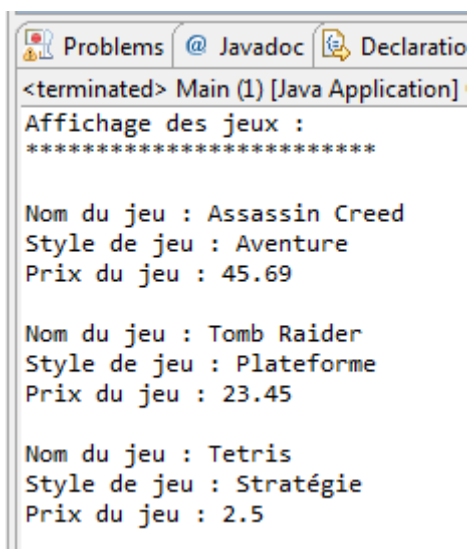 Problems @ Javadoc Declaratio
<terminated> Main (1) [Java Application]
Affichage des jeux :
*************************
Nom du jeu : Assassin Creed
Style de jeu : Aventure
Prix du jeu : 45.69
Nom du jeu : Tomb Raider
Style de jeu : Plateforme
Prix du jeu : 23.45
Nom du jeu : Tetris
Style de jeu : Stratégie
Prix du jeu : 2.5